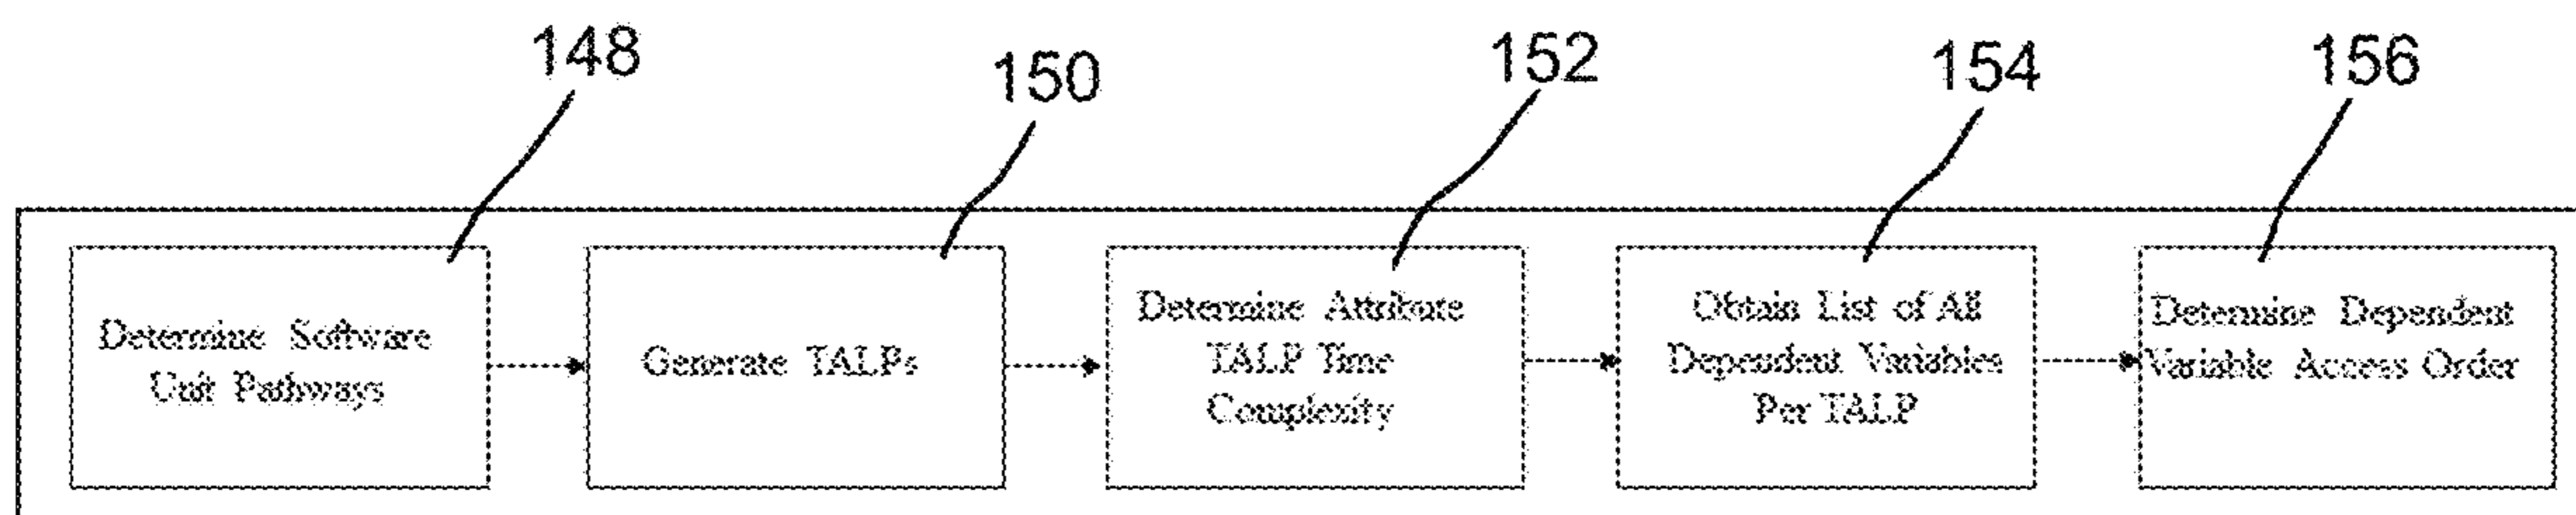 148
150
152
154
156
Determine Software
Unit Pathways
Generate TALPs
Determine Attribute
TALP Time
Complexity
Obtain List of All
Dependent Variables
Per TALP
Determine Dependent
Variable Access Order